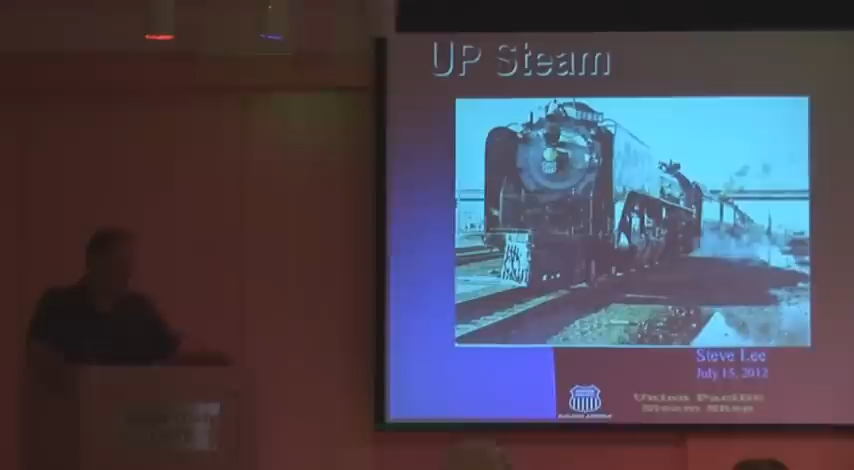 UP Steam
Steve Lee
July 15, 2012
Union Pacific
Steam Shop